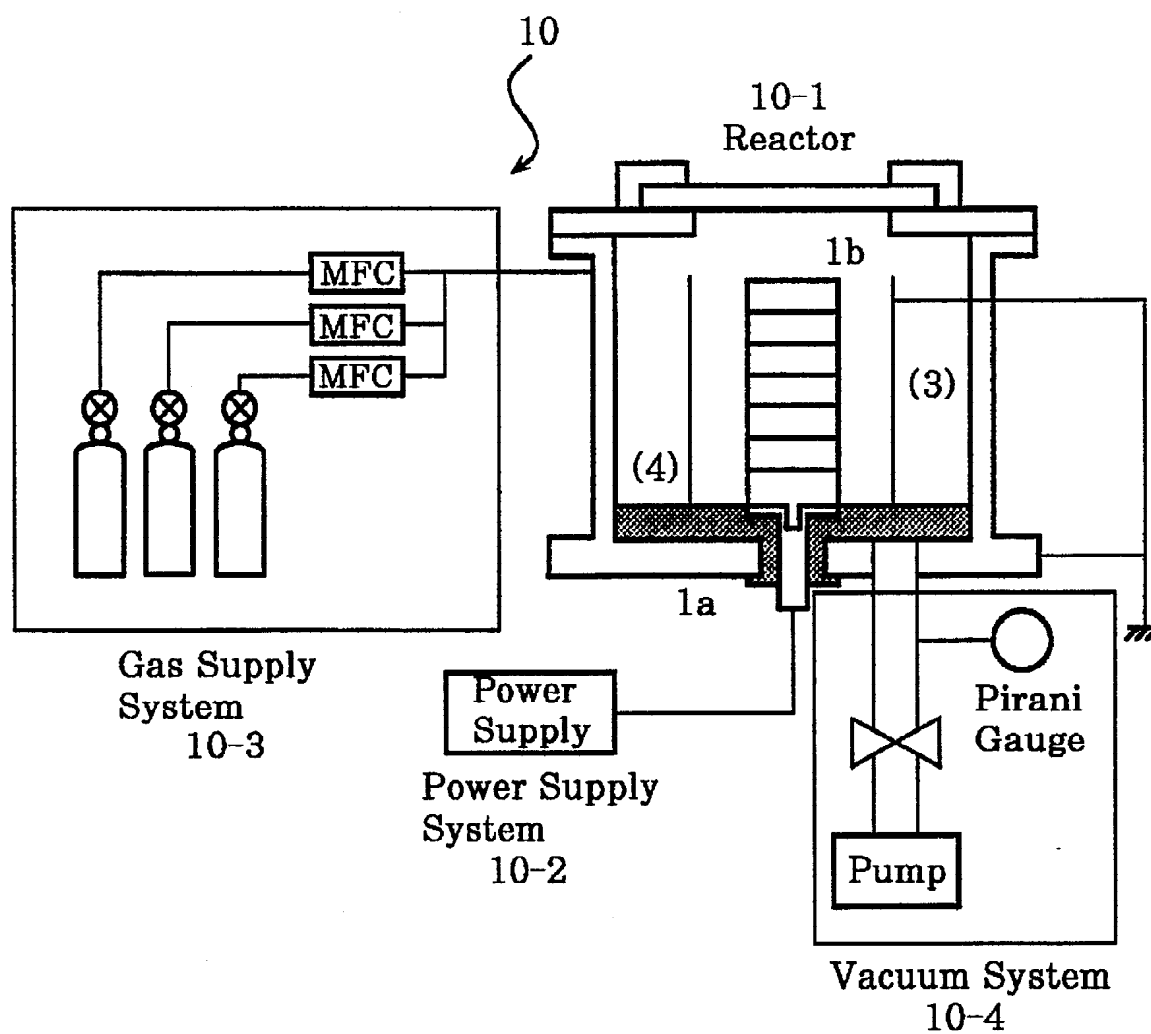 10
10-1
Reactor
1b
MFC
MFC
MFC
(3)
(4)
1a
Gas Supply
System
10-3
Power
Supply
Power Supply
System
10-2
Pirani
Gauge
Pump
Vacuum System
10-4